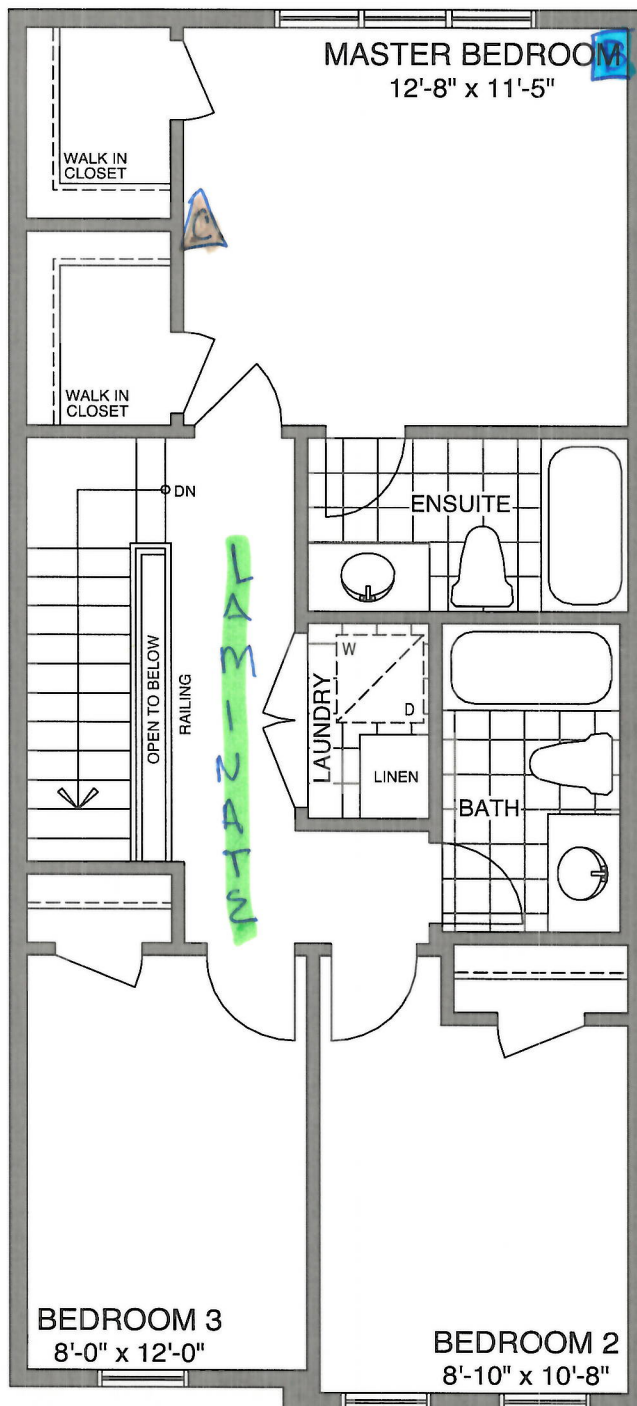 MASTER BEDROOM
12'-8" x 11'-5"
B
WALK IN
CLOSET
C
WALK IN
CLOSET
DN
ENSUITE
LAMINATE
OPEN TO BELOW
RAILING
LAUNDRY
W
D
LINEN
BATH
BEDROOM 3
8'-0" x 12'-0"
BEDROOM 2
8'-10" x 10'-8"